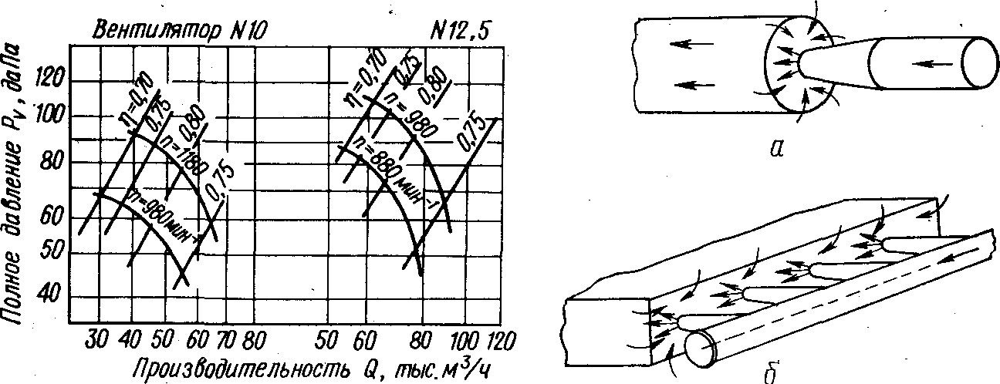 Вентилятор N10 N12,5
Полное давление Pv, даПа
120
100
80
60
50
40
η=0,70
0,75
0,80
n=1180
0,75
n=980мин-1
η=0,70
0,75
0,80
n=980
0,75
n=880 мин-1
30 40 50 60 70 80 50 60 80 100 120
Производительность Q, тыс. м³/ч
а
б